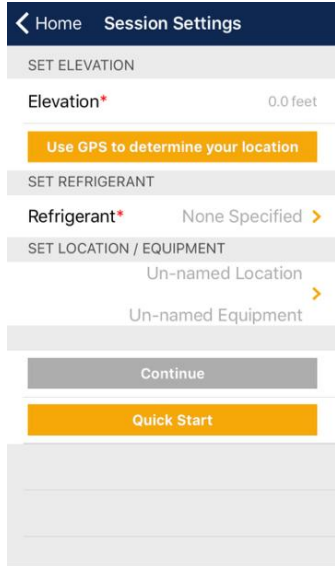 Home Session Settings
SET ELEVATION
Elevation* 0.0 feet
Use GPS to determine your location
SET REFRIGERANT
Refrigerant* None Specified
SET LOCATION / EQUIPMENT
Un-named Location
Un-named Equipment
Continue
Quick Start